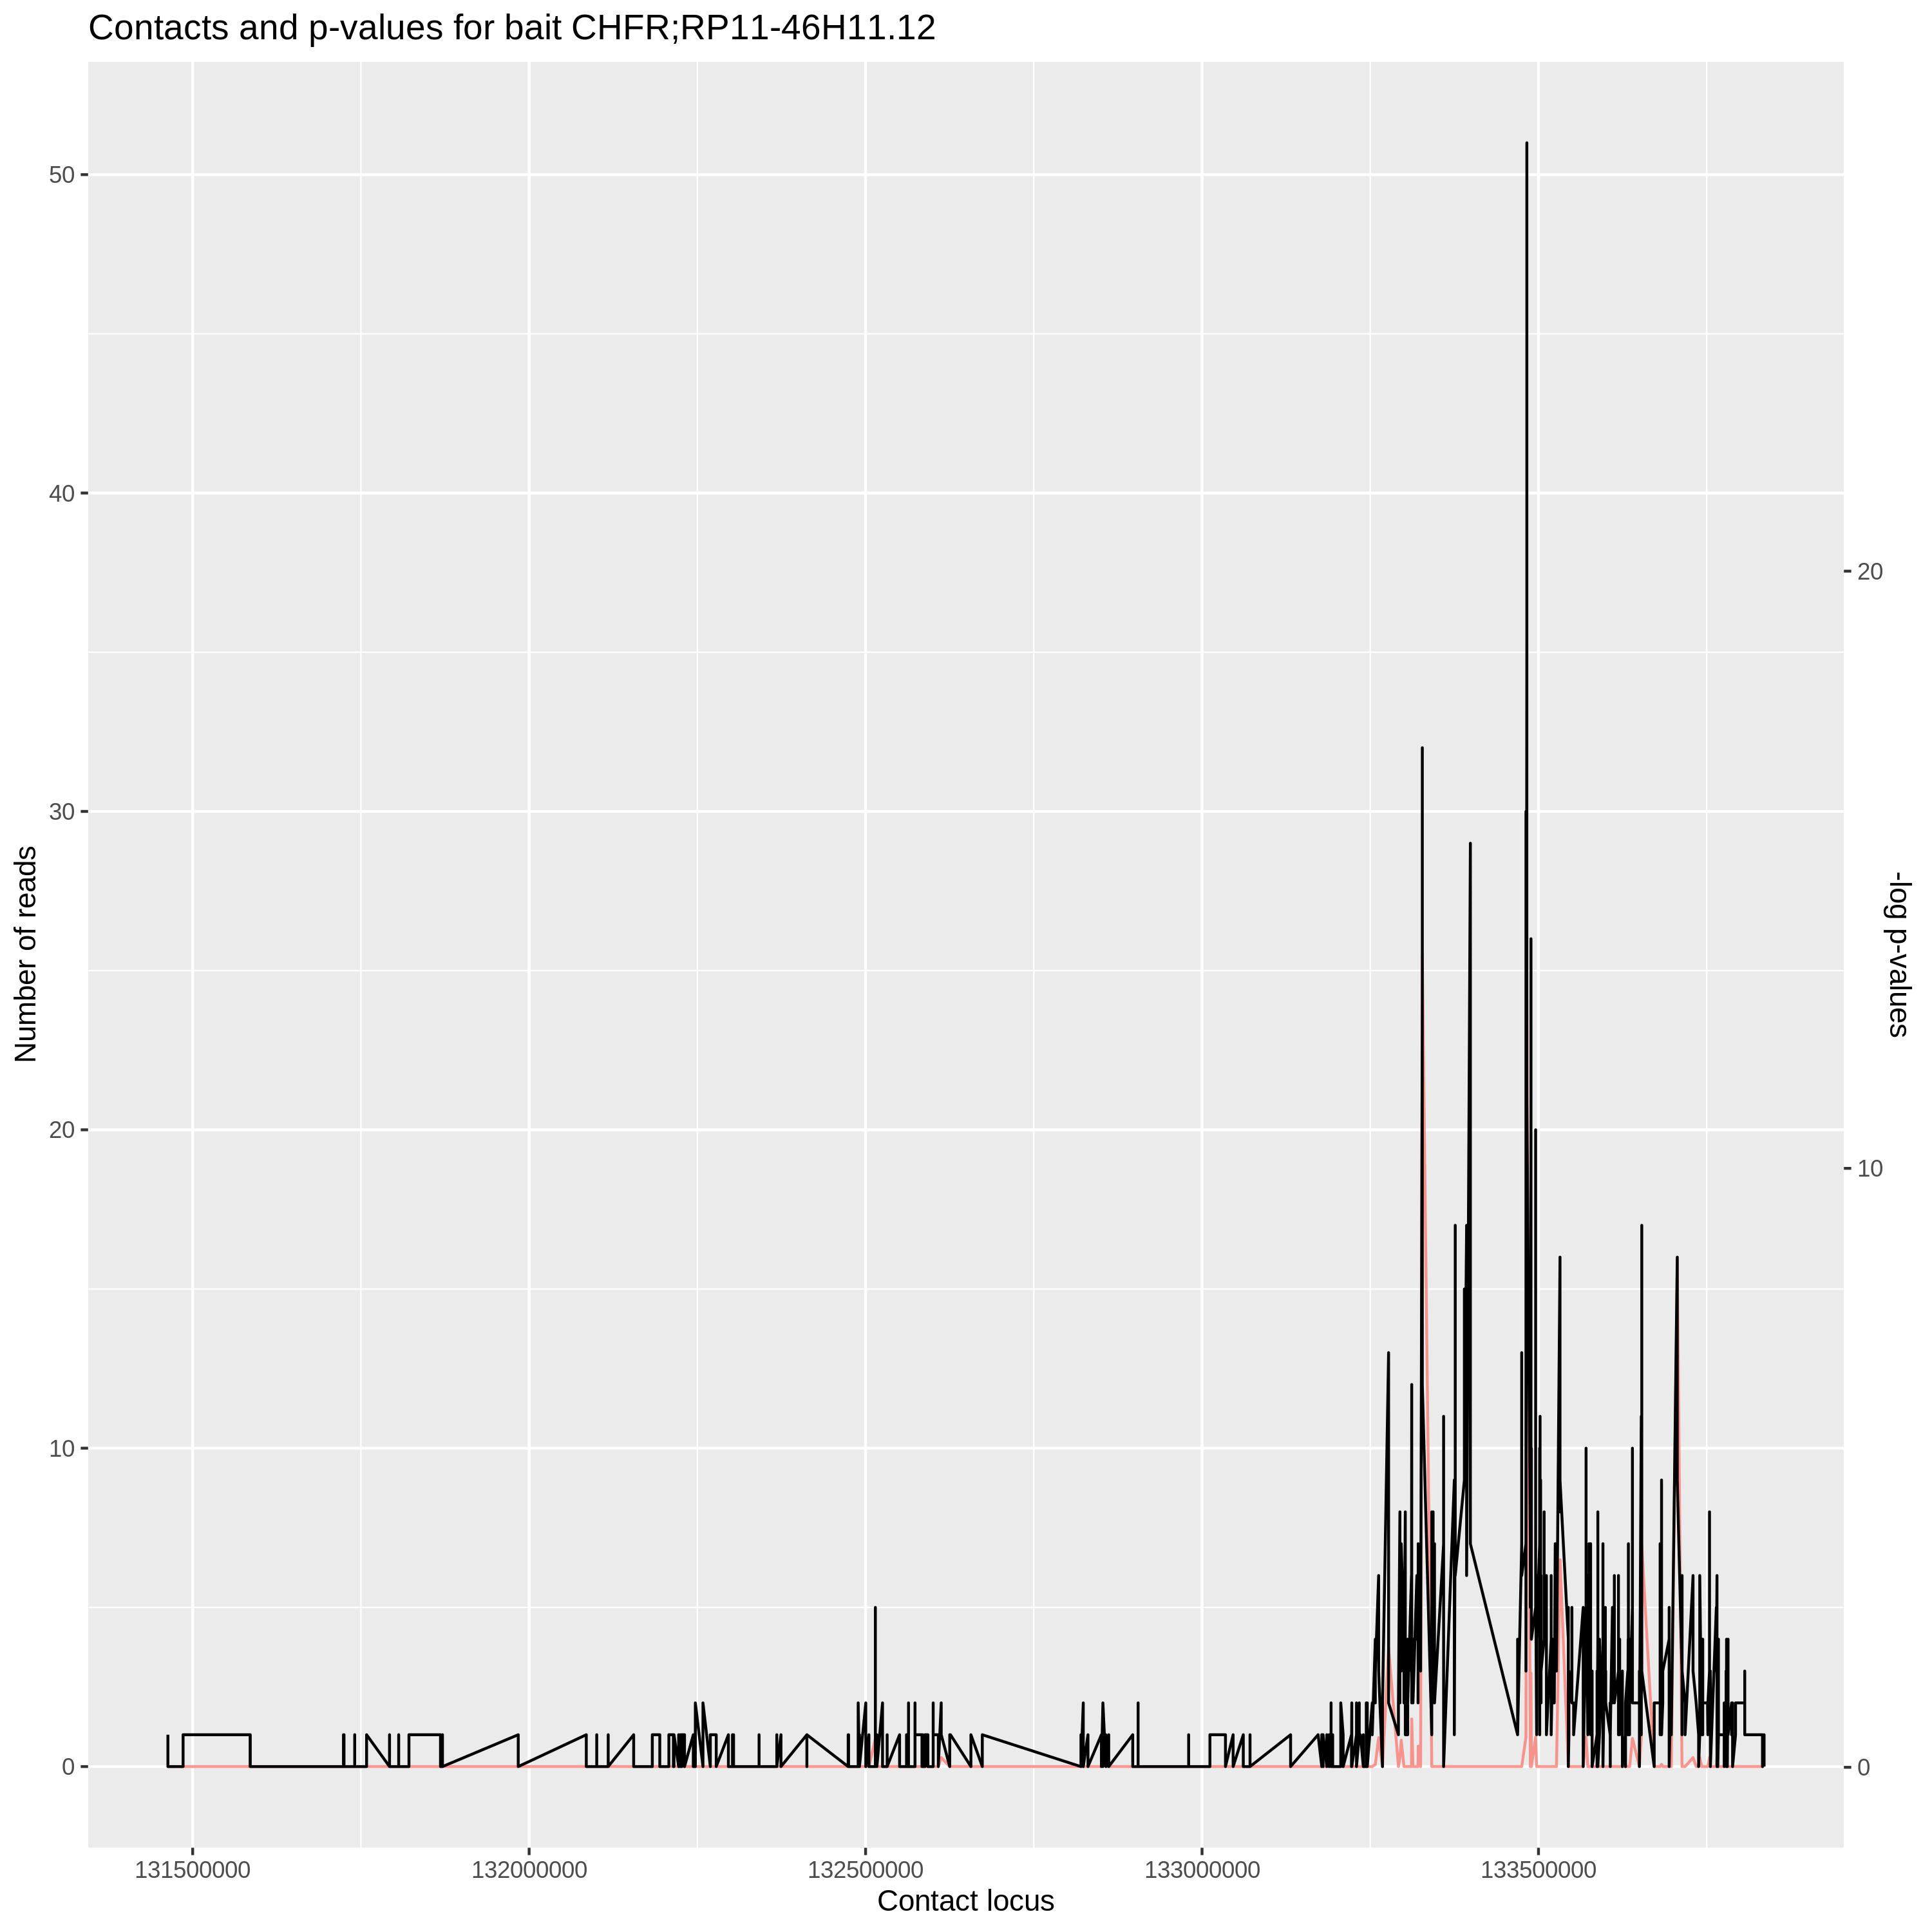 Contacts and p-values for bait CHFR;RP11-46H11.12
50
40
30
20
10
0
Number of reads
20
10
0
-log p-values
131500000 132000000 132500000 133000000 133500000
Contact locus